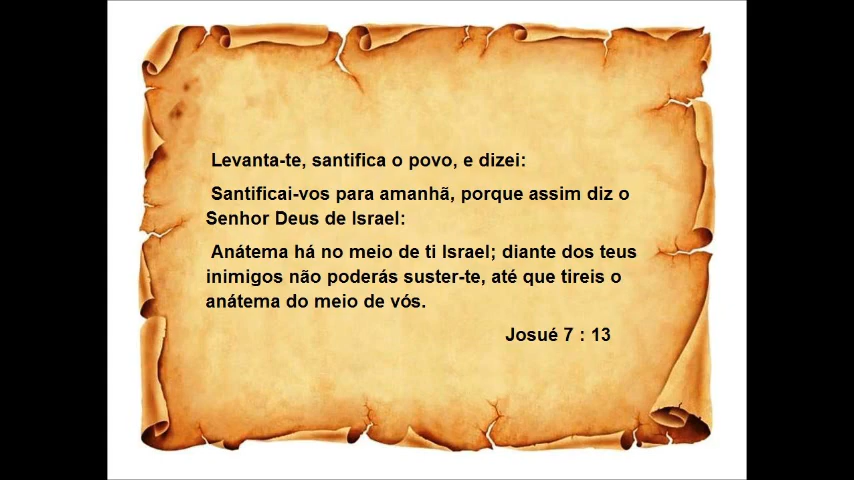 Levanta-te, santifica o povo, e dizei:
Santificai-vos para amanhã, porque assim diz o
Senhor Deus de Israel:
Anátema há no meio de ti Israel; diante dos teus
inimigos não poderás suster-te, até que tireis o
anátema do meio de vós.
Josué 7 : 13